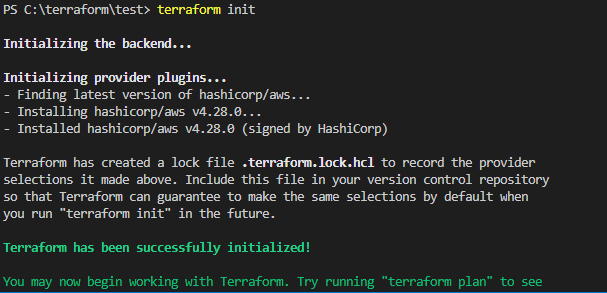 PS C:\terraform\test> terraform init
Initializing the backend...
Initializing provider plugins...
- Finding latest version of hashicorp/aws...
- Installing hashicorp/aws v4.28.0...
- Installed hashicorp/aws v4.28.0 (signed by HashiCorp)
Terraform has created a lock file .terraform.lock.hcl to record the provider
selections it made above. Include this file in your version control repository
so that Terraform can guarantee to make the same selections by default when
you run "terraform init" in the future.
Terraform has been successfully initialized!
You may now begin working with Terraform. Try running "terraform plan" to see